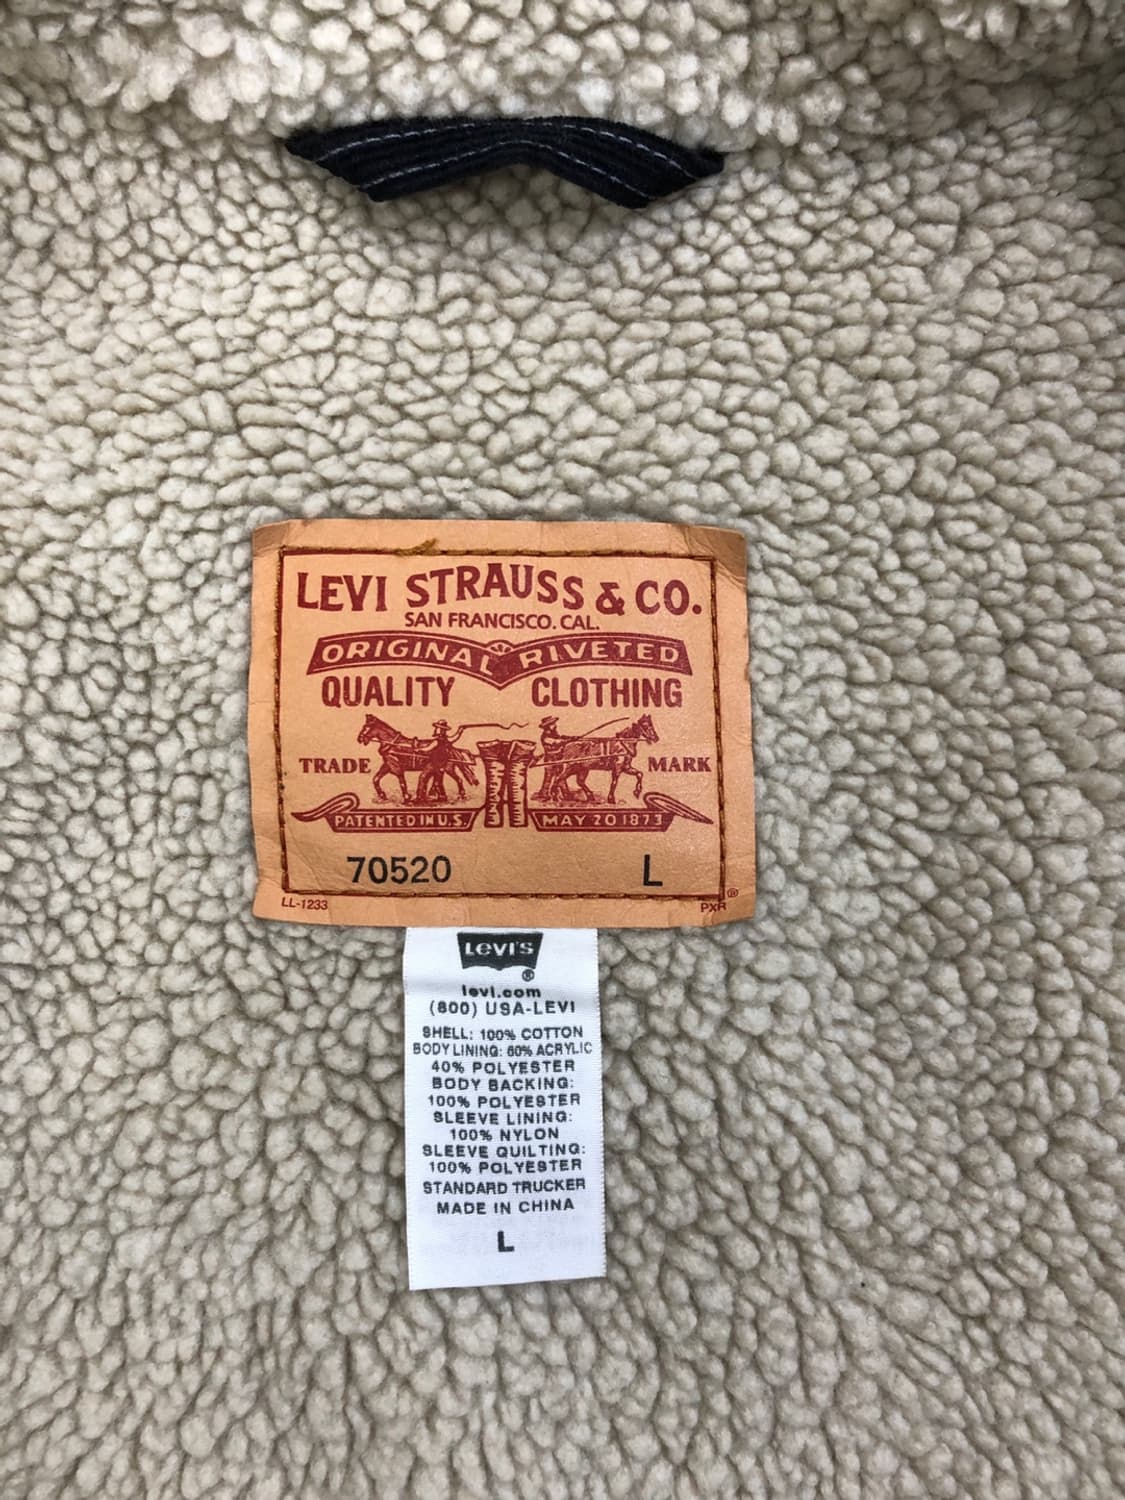 LEVI STRAUSS & CO.
SAN FRANCISCO. CAL.
ORIGINAL RIVETED
QUALITY CLOTHING
TRADE MARK
PATENTED IN U.S. MAY 20 1873
70520 L
LL-1233 PXR ®
LEVI'S
®
levi.com
(800) USA-LEVI
SHELL: 100% COTTON
BODY LINING: 60% ACRYLIC
40% POLYESTER
BODY BACKING:
100% POLYESTER
SLEEVE LINING:
100% NYLON
SLEEVE QUILTING:
100% POLYESTER
STANDARD TRUCKER
MADE IN CHINA
L